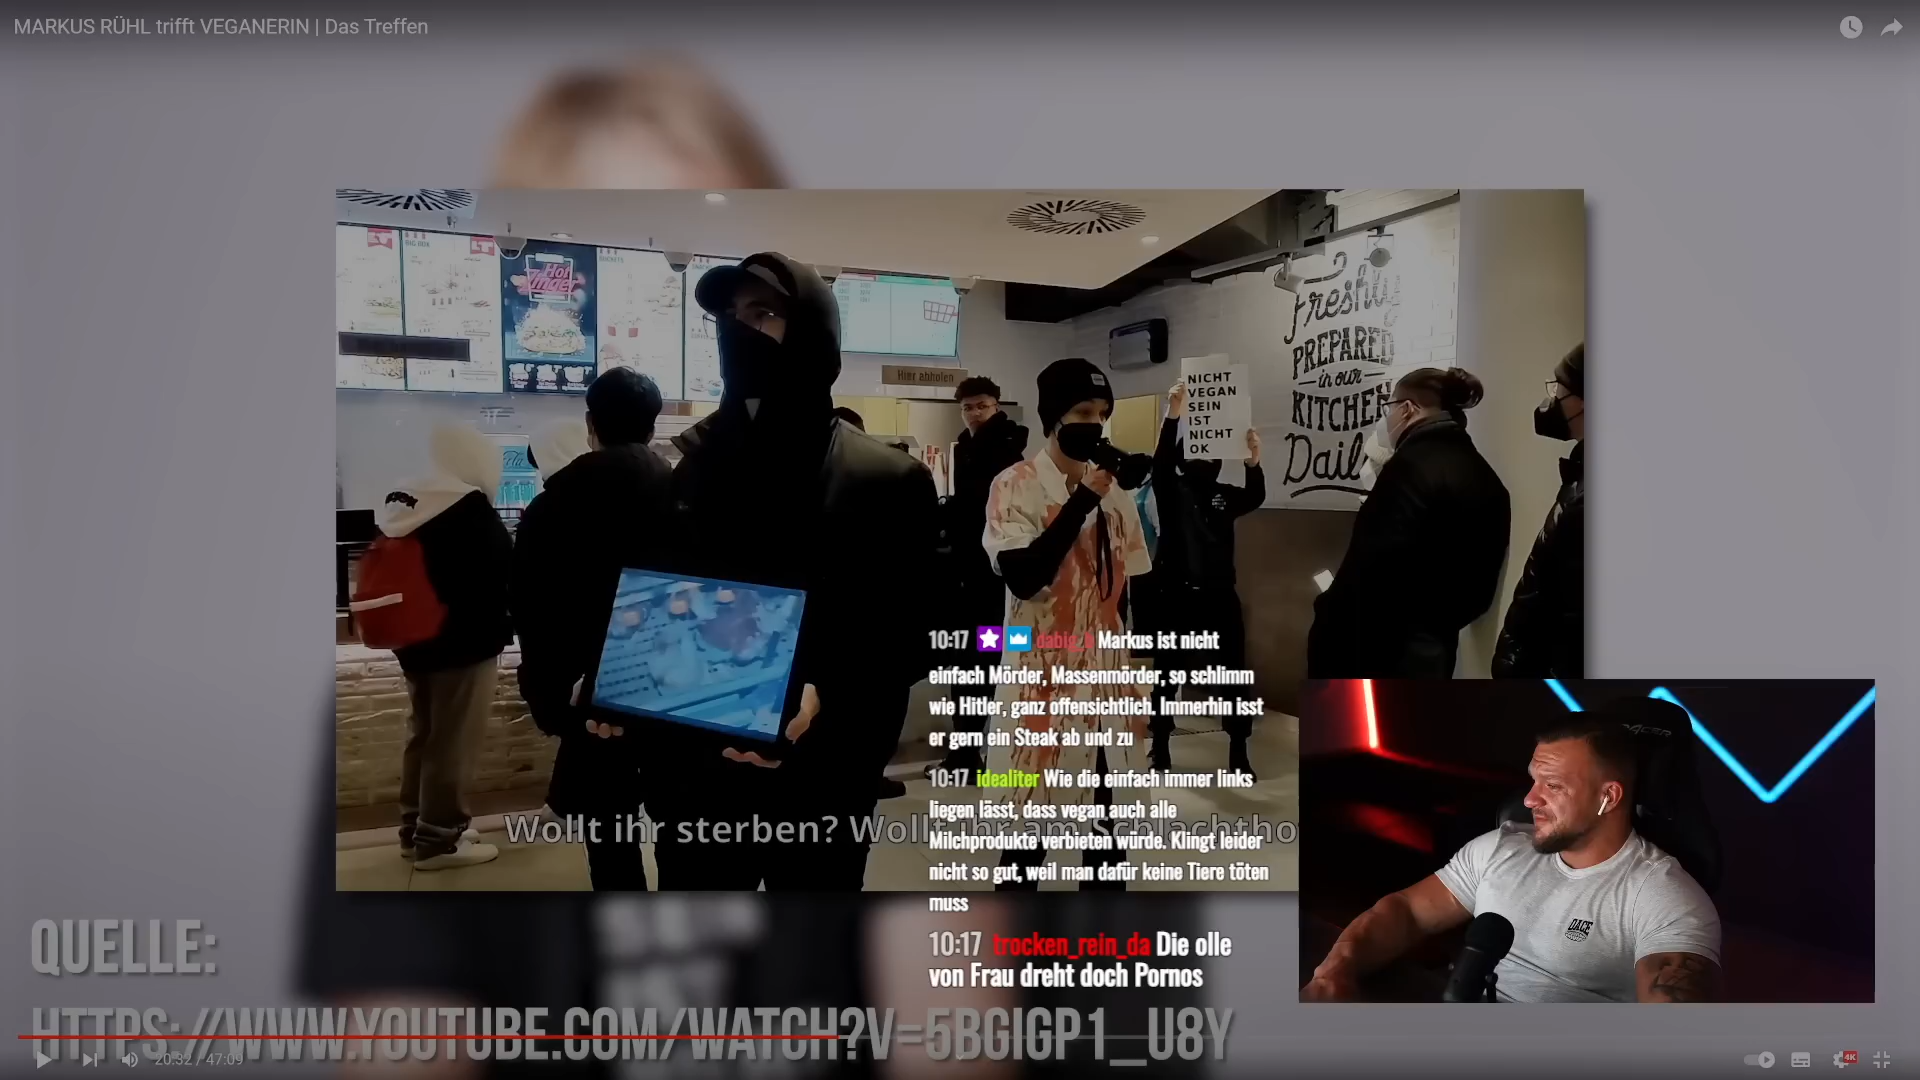 MARKUS RÜHL trifft VEGANERIN | Das Treffen
Hot
Zinger
Hier abholen
NICHT
VEGAN
SEIN
IST
NICHT
OK
freshly
PREPARED
in our
KITCHEN
Daily
10:17 Markus ist nicht
einfach Mörder, Massenmörder, so schlimm
wie Hitler, ganz offensichtlich. Immerhin isst
er gern ein Steak ab und zu
10:17 idealiter Wie die einfach immer links
liegen lässt, dass vegan auch alle
Milchprodukte verbieten würde. Klingt leider
nicht so gut, weil man dafür keine Tiere töten
muss
10:17 trocken_rein_da Die olle
von Frau dreht doch Pornos
Wollt ihr sterben? Wollt ihr am Schlachtho
DACE
QUELLE:
HTTPS://WWW.YOUTUBE.COM/WATCH?V=5BGIGP1_U8Y
20:32 / 47:09
4K